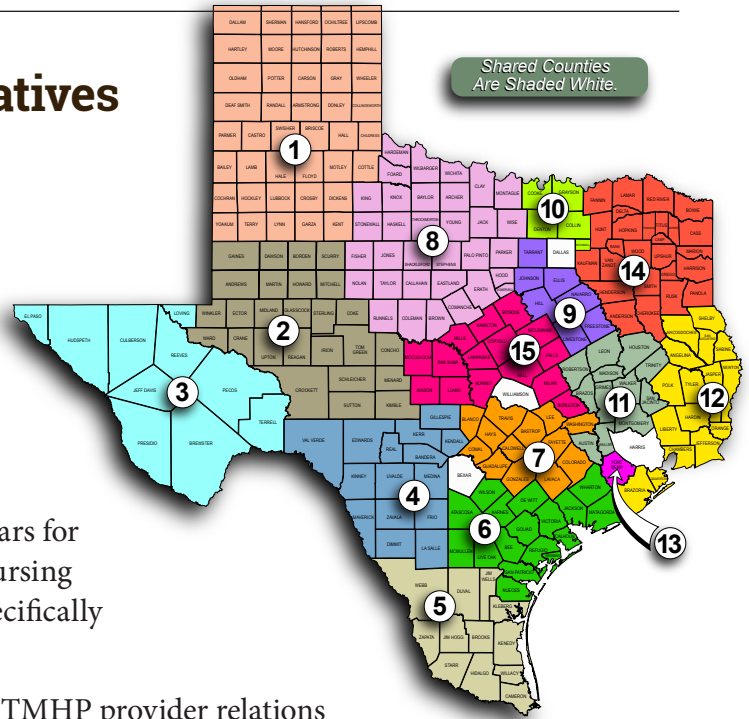 atives
Shared Counties
Are Shaded White.
DALLAM SHERMAN HANSFORD OCHILTREE LIPSCOMB
HARTLEY MOORE HUTCHINSON ROBERTS HEMPHILL
OLDHAM POTTER CARSON GRAY WHEELER
DEAF SMITH RANDALL ARMSTRONG DONLEY COLLINGSWORTH
PARMER CASTRO SWISHER BRISCOE HALL CHILDRESS
1
BAILEY LAMB HALE FLOYD MOTLEY COTTLE
COCHRAN HOCKLEY LUBBOCK CROSBY DICKENS
YOAKUM TERRY LYNN GARZA KENT
HARDEMAN
FOARD WILBARGER WICHITA
CLAY MONTAGUE
KING KNOX BAYLOR ARCHER
STONEWALL HASKELL THROCKMORTON YOUNG JACK WISE
8
FISHER JONES SHACKELFORD STEPHENS PALO PINTO PARKER
NOLAN TAYLOR CALLAHAN EASTLAND ERATH HOOD
RUNNELS COLEMAN BROWN COMANCHE
COOKE GRAYSON
10
DENTON COLLIN
FANNIN LAMAR RED RIVER BOWIE
DELTA TITUS
HUNT HOPKINS CAMP CASS
KAUFMAN VAN ZANDT WOOD UPSHUR MARION
14
HARRISON
SMITH
HENDERSON RUSK PANOLA
ANDERSON CHEROKEE
TARRANT DALLAS
JOHNSON ELLIS
HILL NAVARRO
9
LIMESTONE FREESTONE
GAINES DAWSON BORDEN SCURRY
ANDREWS MARTIN HOWARD MITCHELL
WINKLER ECTOR MIDLAND GLASSCOCK STERLING COKE
2
WARD CRANE UPTON REAGAN IRION TOM GREEN CONCHO
CROCKETT SCHLEICHER MENARD
SUTTON KIMBLE
EL PASO HUDSPETH CULBERSON LOVING
REEVES
JEFF DAVIS 3 PECOS
PRESIDIO BREWSTER TERRELL
BOSQUE
HAMILTON MCLENNAN
MILLS CORYELL FALLS
15
SAN SABA LAMPASAS BELL
MASON LLANO BURNET MILAM
WILLIAMSON BURLESON
LEON HOUSTON
ROBERTSON MADISON TRINITY
BRAZOS GRIMES WALKER
11
MONTGOMERY
AUSTIN HARRIS
SHELBY
NACOGDOCHES
ANGELINA SABINE
JASPER NEWTON
POLK TYLER
12
HARDIN
LIBERTY ORANGE
CHAMBERS JEFFERSON
BRAZORIA
FORT BEND
13
BLANCO TRAVIS LEE
HAYS BASTROP WASHINGTON
COMAL CALDWELL FAYETTE
7
GUADALUPE COLORADO
GONZALES LAVACA
VAL VERDE EDWARDS GILLESPIE
KERR KENDALL
REAL BANDERA
KINNEY UVALDE MEDINA BEXAR
4
MAVERICK ZAVALA FRIO
DIMMIT LA SALLE
WILSON DE WITT WHARTON
ATASCOSA KARNES JACKSON MATAGORDA
6
GOLIAD VICTORIA
MCMULLEN LIVE OAK BEE REFUGIO CALHOUN
SAN PATRICIO
NUECES
WEBB DUVAL JIM WELLS
5
KLEBERG
ZAPATA JIM HOGG BROOKS KENEDY
STARR HIDALGO WILLACY
CAMERON
ars for
ursing
ecifically
TMHP provider relations